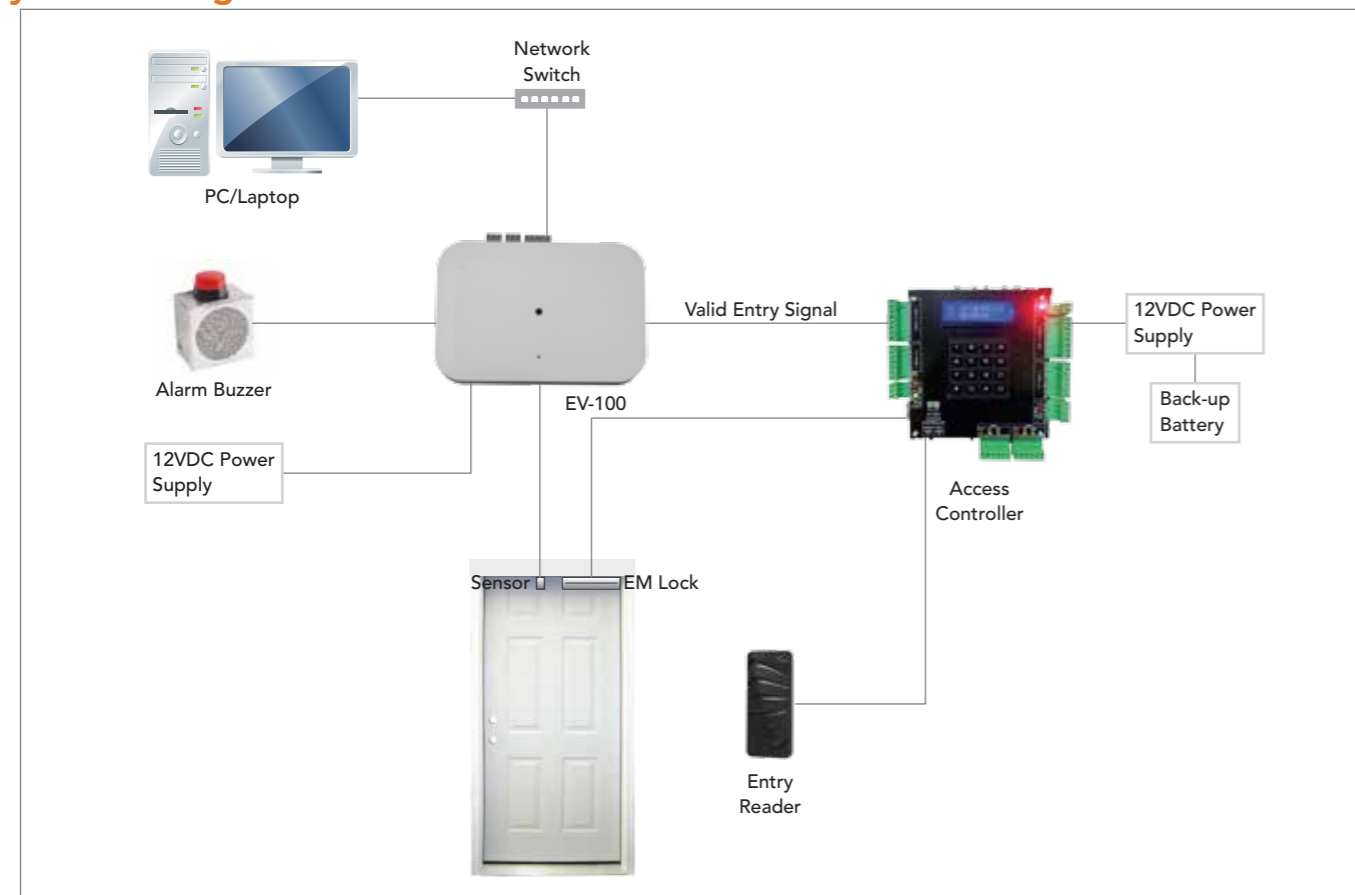 Network
Switch
PC/Laptop
Valid Entry Signal
12VDC Power
Supply
Alarm Buzzer
EV-100
Back-up
Battery
12VDC Power
Supply
Access
Controller
Sensor
EM Lock
Entry
Reader